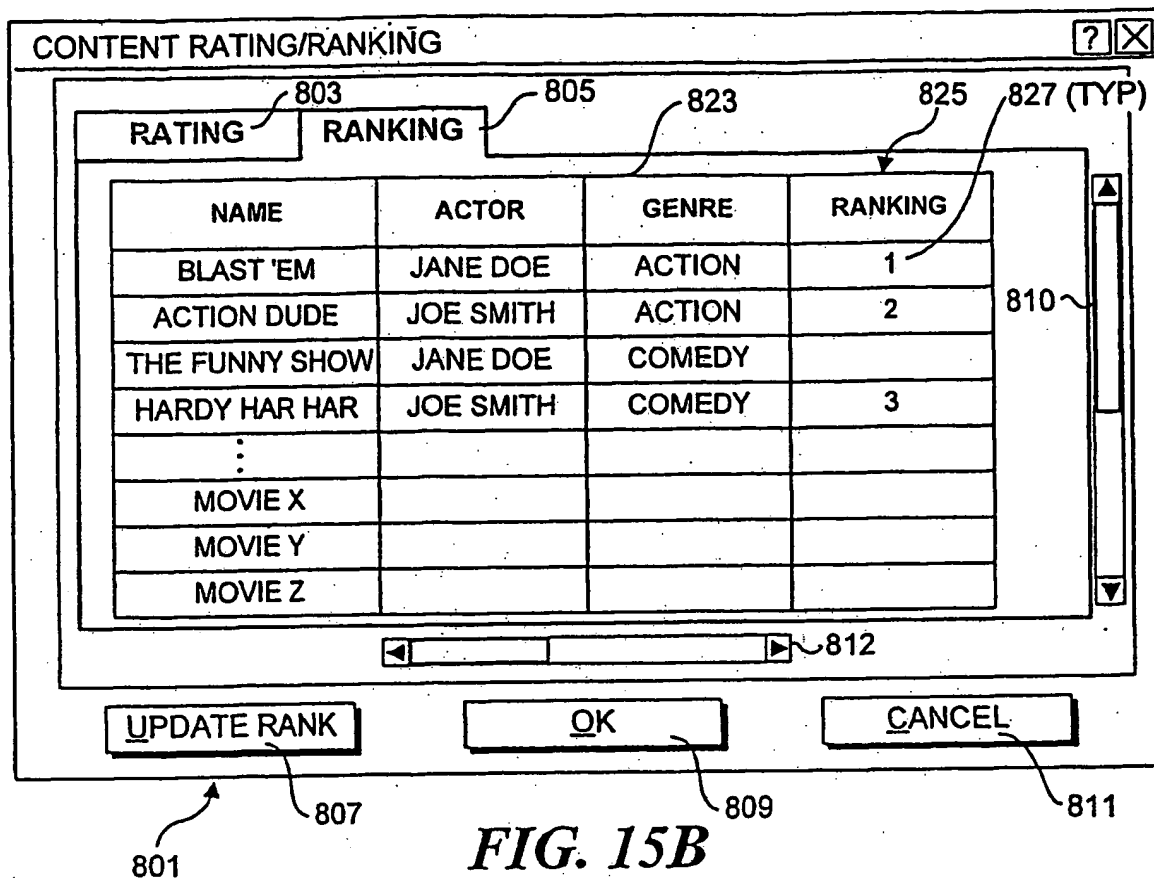 CONTENT RATING/RANKING ? X
803 805 823 825 827 (TYP)
RATING RANKING
NAME ACTOR GENRE RANKING
BLAST 'EM JANE DOE ACTION 1
ACTION DUDE JOE SMITH ACTION 2
810
THE FUNNY SHOW JANE DOE COMEDY
HARDY HAR HAR JOE SMITH COMEDY 3
⋮
MOVIE X
MOVIE Y
MOVIE Z
812
UPDATE RANK OK CANCEL
807 809 811
801
FIG. 15B